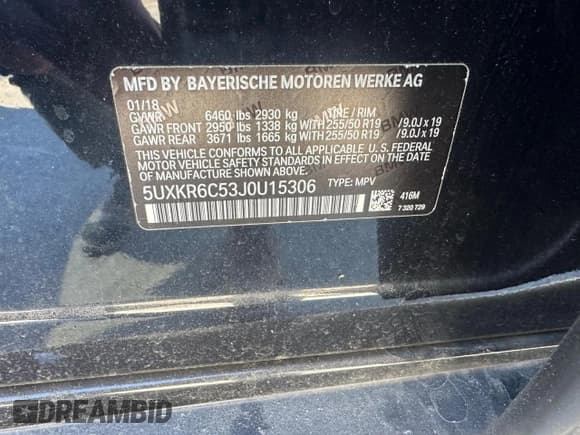 MFD BY BAYERISCHE MOTOREN WERKE AG
01/18
GVWR 6460 lbs 2930 kg TIRE / RIM
GAWR FRONT 2950 lbs 1338 kg WITH 255/50 R19 /9.0J x 19
GAWR REAR 3671 lbs 1665 kg WITH 255/50 R19 /9.0J x 19
THIS VEHICLE CONFORMS TO ALL APPLICABLE U.S. FEDERAL
MOTOR VEHICLE SAFETY STANDARDS IN EFFECT ON THE DATE
OF MANUFACTURE SHOWN ABOVE.
5UXKR6C53J0U15306 TYPE: MPV
416M
7 320 729
DREAMBID